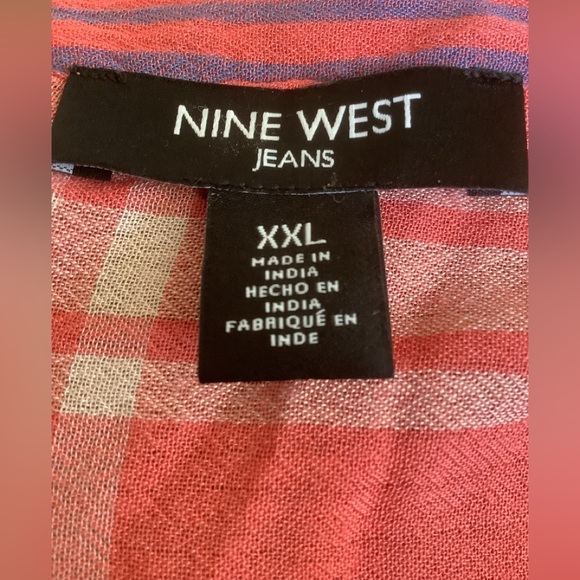 NINE WEST
JEANS
XXL
MADE IN
INDIA
HECHO EN
INDIA
FABRIQUÉ EN
INDE